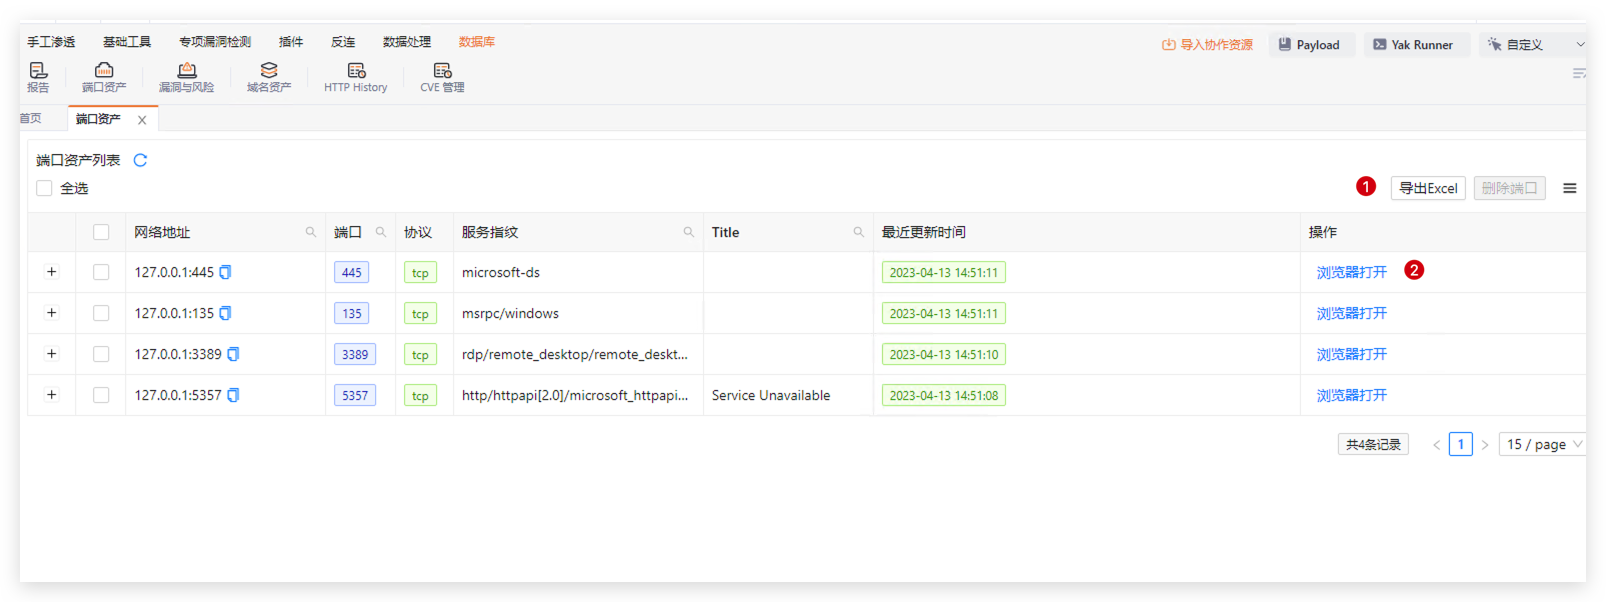 手工渗透 基础工具 专项漏洞检测 插件 反连 数据处理 数据库 导入协作资源 Payload Yak Runner 自定义
报告 端口资产 漏洞与风险 域名资产 HTTP History CVE 管理
首页 端口资产
端口资产列表
全选 1 导出Excel 删除端口
网络地址 端口 协议 服务指纹 Title 最近更新时间 操作
127.0.0.1:445 445 tcp microsoft-ds 2023-04-13 14:51:11 浏览器打开 2
127.0.0.1:135 135 tcp msrpc/windows 2023-04-13 14:51:11 浏览器打开
127.0.0.1:3389 3389 tcp rdp/remote_desktop/remote_deskt... 2023-04-13 14:51:10 浏览器打开
127.0.0.1:5357 5357 tcp http/httpapi[2.0]/microsoft_httpapi... Service Unavailable 2023-04-13 14:51:08 浏览器打开
共4条记录 < 1 > 15 / page